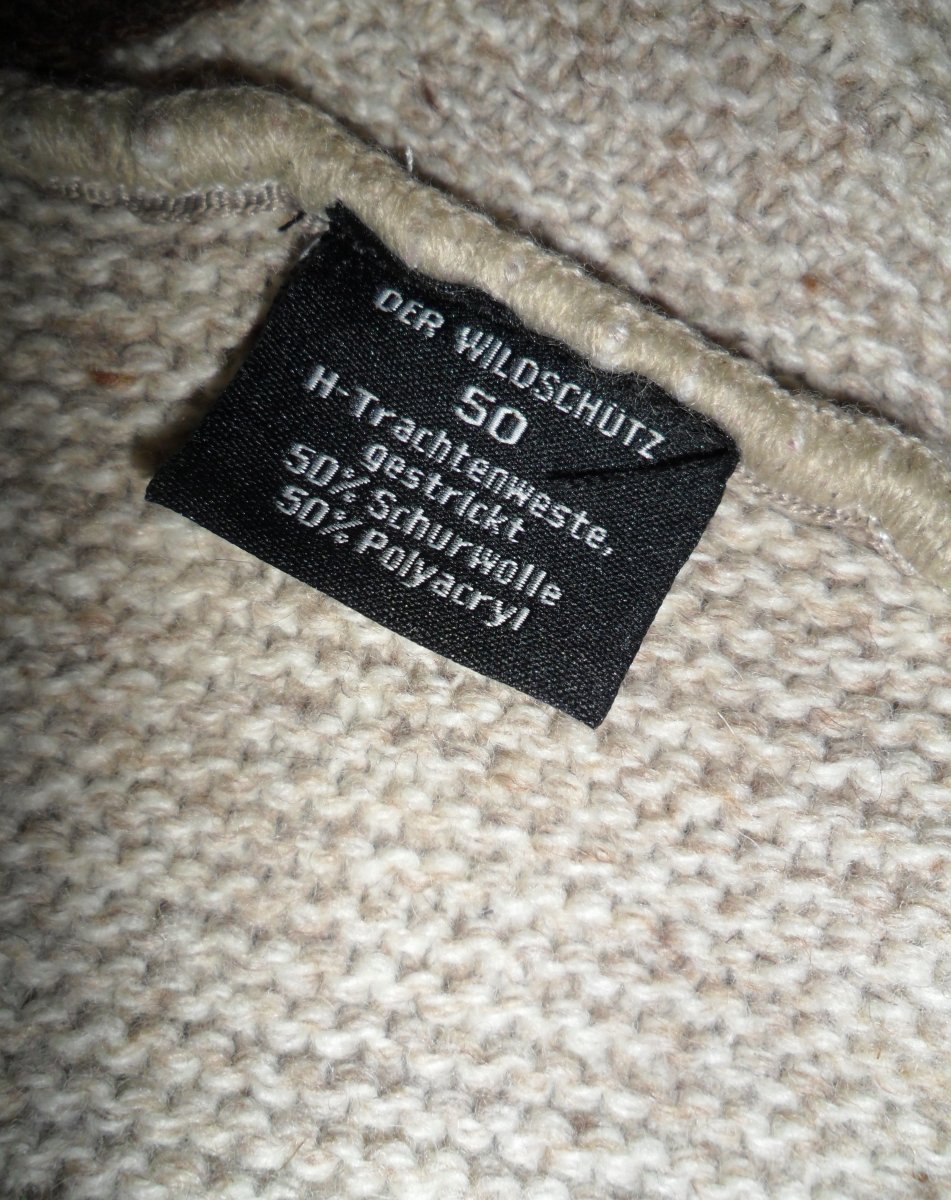 DER WILDSCHÜTZ
50
H-Trachtenweste,
gestrickt
50% Schurwolle
50% Polyacryl